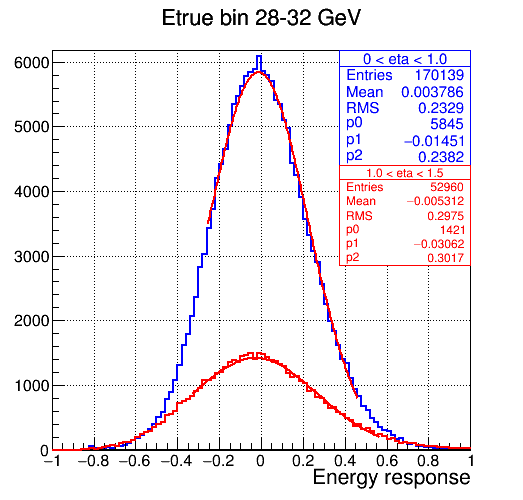 Etrue bin 28-32 GeV
0 < eta < 1.0
Entries 170139
Mean 0.003786
RMS 0.2329
p0 5845
p1 −0.01451
p2 0.2382
1.0 < eta < 1.5
Entries 52960
Mean −0.005312
RMS 0.2975
p0 1421
p1 −0.03062
p2 0.3017
6000
5000
4000
3000
2000
1000
0
−1 −0.8 −0.6 −0.4 −0.2 0 0.2 0.4 0.6 0.8 1
Energy response